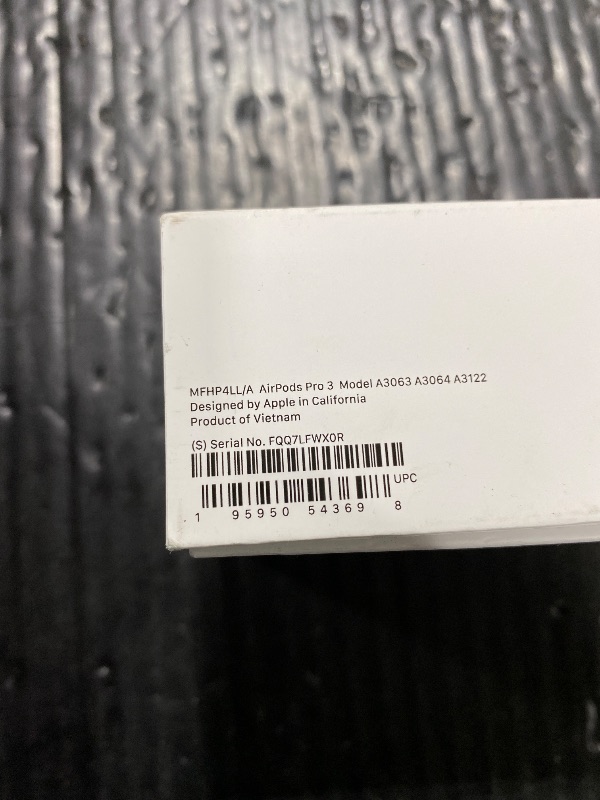 MFHP4LL/A AirPods Pro 3 Model A3063 A3064 A3122
Designed by Apple in California
Product of Vietnam
(S) Serial No. FQQ7LFWX0R
UPC
1 95950 54369 8